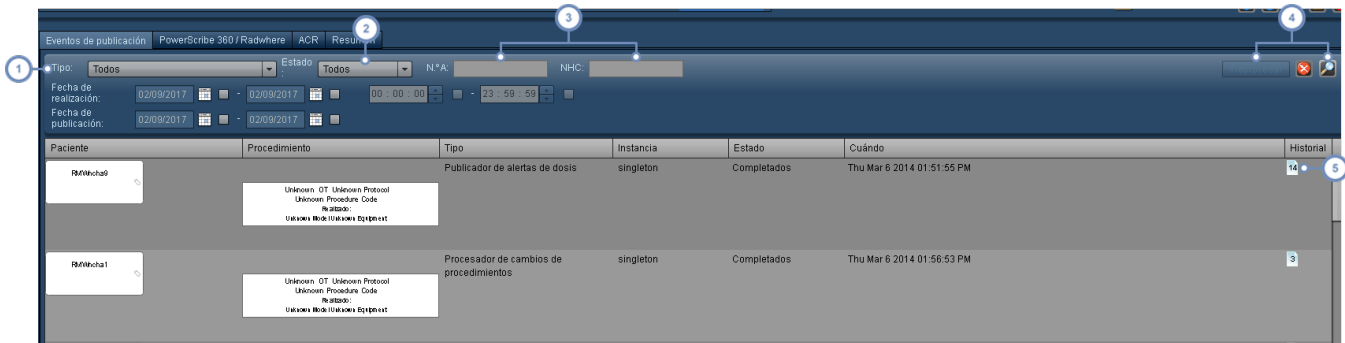 2
3
4
Eventos de publicación PowerScribe 360 / Radwhere ACR
1
Tipo: Todos Estado : Todos N.ºA: NHC:
Fecha de realización: 02/09/2017 - 02/09/2017 00 : 00 : 00 - 23 : 59 : 59
Fecha de publicación: 02/09/2017 - 02/09/2017
Paciente Procedimiento Tipo Instancia Estado Cuándo Historial
RMWncha9 Publicador de alertas de dosis singleton Completados Thu Mar 6 2014 01:51:55 PM 14 5
Unknown OT Unknown Protocol
Unknown Procedure Code
Realizado:
Unknown Model Unknown Equipment
RMWncha1 Procesador de cambios de procedimientos singleton Completados Thu Mar 6 2014 01:56:53 PM 3
Unknown OT Unknown Protocol
Unknown Procedure Code
Realizado:
Unknown Model Unknown Equipment